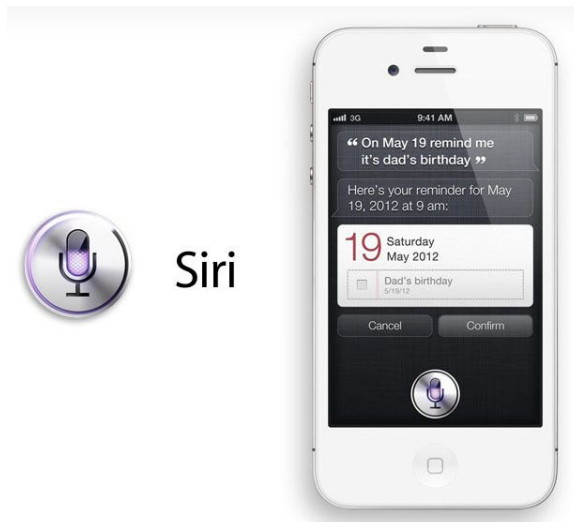 Siri
3G 9:41 AM
“ On May 19 remind me
it's dad's birthday ”
Here's your reminder for May
19, 2012 at 9 am:
19 Saturday
May 2012
Dad's birthday
5/19/12
Cancel Confirm